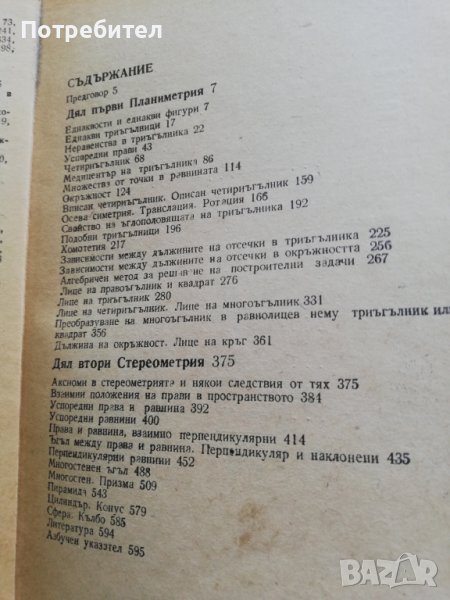 Потребител
73,
241,
334,
98,
СЪДЪРЖАНИЕ
Предговор 5
Дял първи Планиметрия 7
Еднаквости и еднакви фигури 7
Еднакви триъгълници 17
Неравенства в триъгълника 22
Успоредни прави 43
Четириъгълник 68
Медицентър на триъгълника 86
Множества от точки в равнината 114
Окръжност 124
Вписан четириъгълник. Описан четириъгълник 159
Осева симетрия. Транслация. Ротация 165
Свойство на ъглополовящата на триъгълника 192
Подобни триъгълници 196
Хомотетия 217
Зависимости между дължините на отсечки в триъгълника 225
Зависимости между дължините на отсечки в окръжността 256
Алгебричен метод за решаване на построителни задачи 267
Лице на правоъгълник и квадрат 276
Лице на триъгълник 280
Лице на четириъгълник. Лице на многоъгълник 331
Преобразуване на многоъгълник в равнолицев нему триъгълник или
квадрат 356
Дължина на окръжност. Лице на кръг 361
Дял втори Стереометрия 375
Аксиоми в стереометрията и някои следствия от тях 375
Взаимни положения на прави в пространството 384
Успоредни права и равнина 392
Успоредни равнини 400
Права и равнина, взаимно перпендикулярни 414
Ъгъл между права и равнина. Перпендикуляр и наклонени 435
Перпендикулярни равнини 452
Многостенен ъгъл 488
Многостен. Призма 509
Пирамида 543
Цилиндър. Конус 579
Сфера. Кълбо 585
Литература 594
Азбучен указател 595
BAZAR